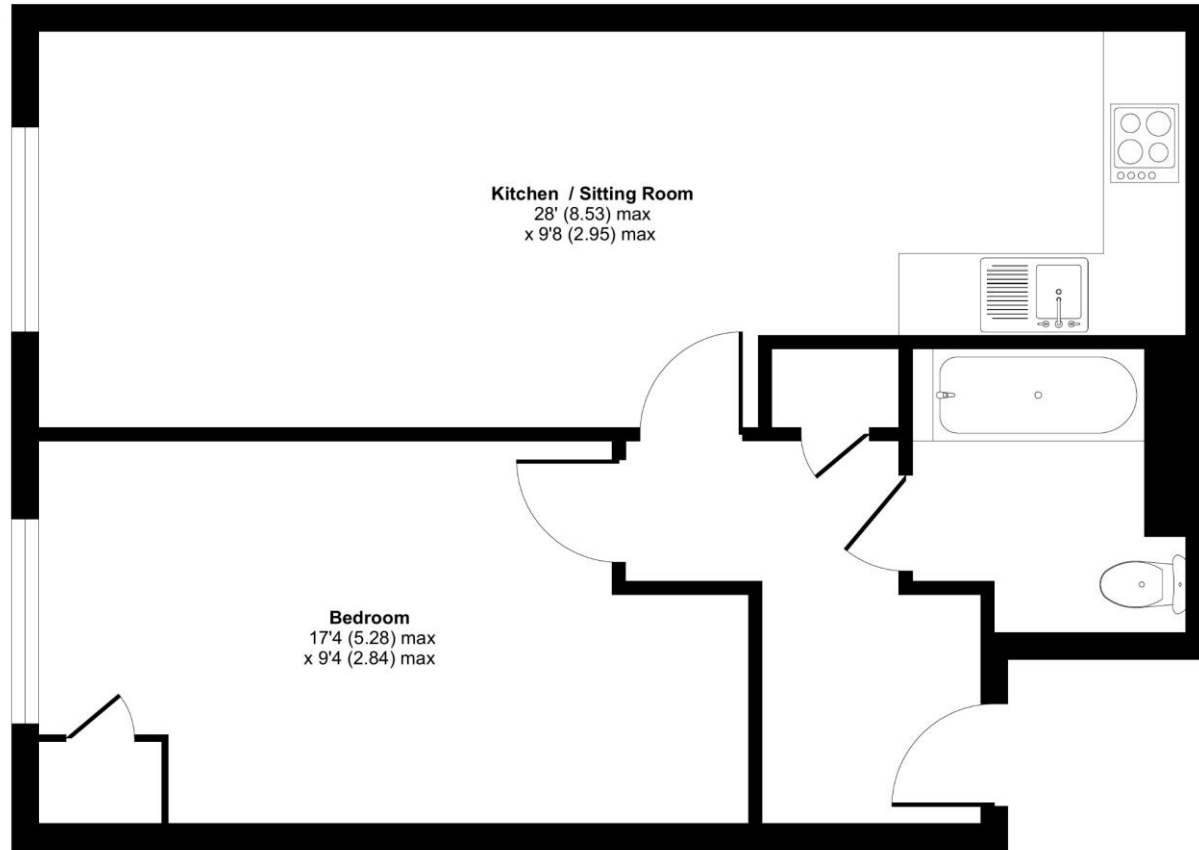 Kitchen / Sitting Room
28' (8.53) max
x 9'8 (2.95) max
Bedroom
17'4 (5.28) max
x 9'4 (2.84) max